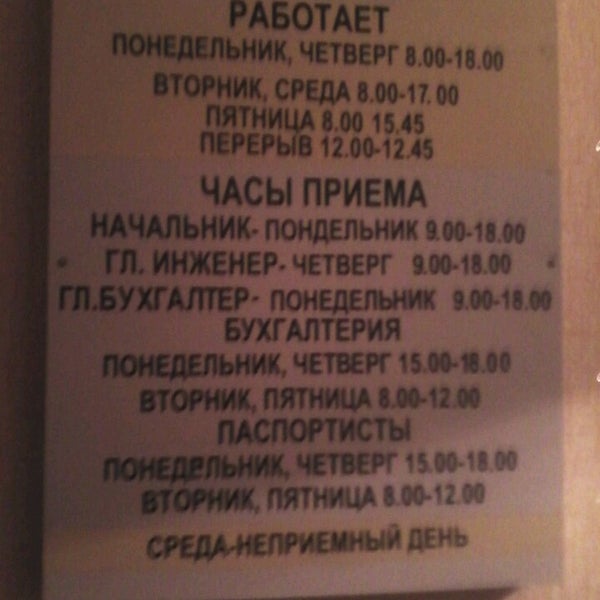 РАБОТАЕТ
ПОНЕДЕЛЬНИК, ЧЕТВЕРГ 8.00-18.00
ВТОРНИК, СРЕДА 8.00-17.00
ПЯТНИЦА 8.00 15.45
ПЕРЕРЫВ 12.00-12.45
ЧАСЫ ПРИЕМА
НАЧАЛЬНИК- ПОНДЕЛЬНИК 9.00-18.00
ГЛ. ИНЖЕНЕР- ЧЕТВЕРГ 9.00-18.00
ГЛ.БУХГАЛТЕР- ПОНЕДЕЛЬНИК 9.00-18.00
БУХГАЛТЕРИЯ
ПОНЕДЕЛЬНИК, ЧЕТВЕРГ 15.00-18.00
ВТОРНИК, ПЯТНИЦА 8.00-12.00
ПАСПОРТИСТЫ
ПОНЕДЕЛЬНИК, ЧЕТВЕРГ 15.00-18.00
ВТОРНИК, ПЯТНИЦА 8.00-12.00
СРЕДА-НЕПРИЕМНЫЙ ДЕНЬ